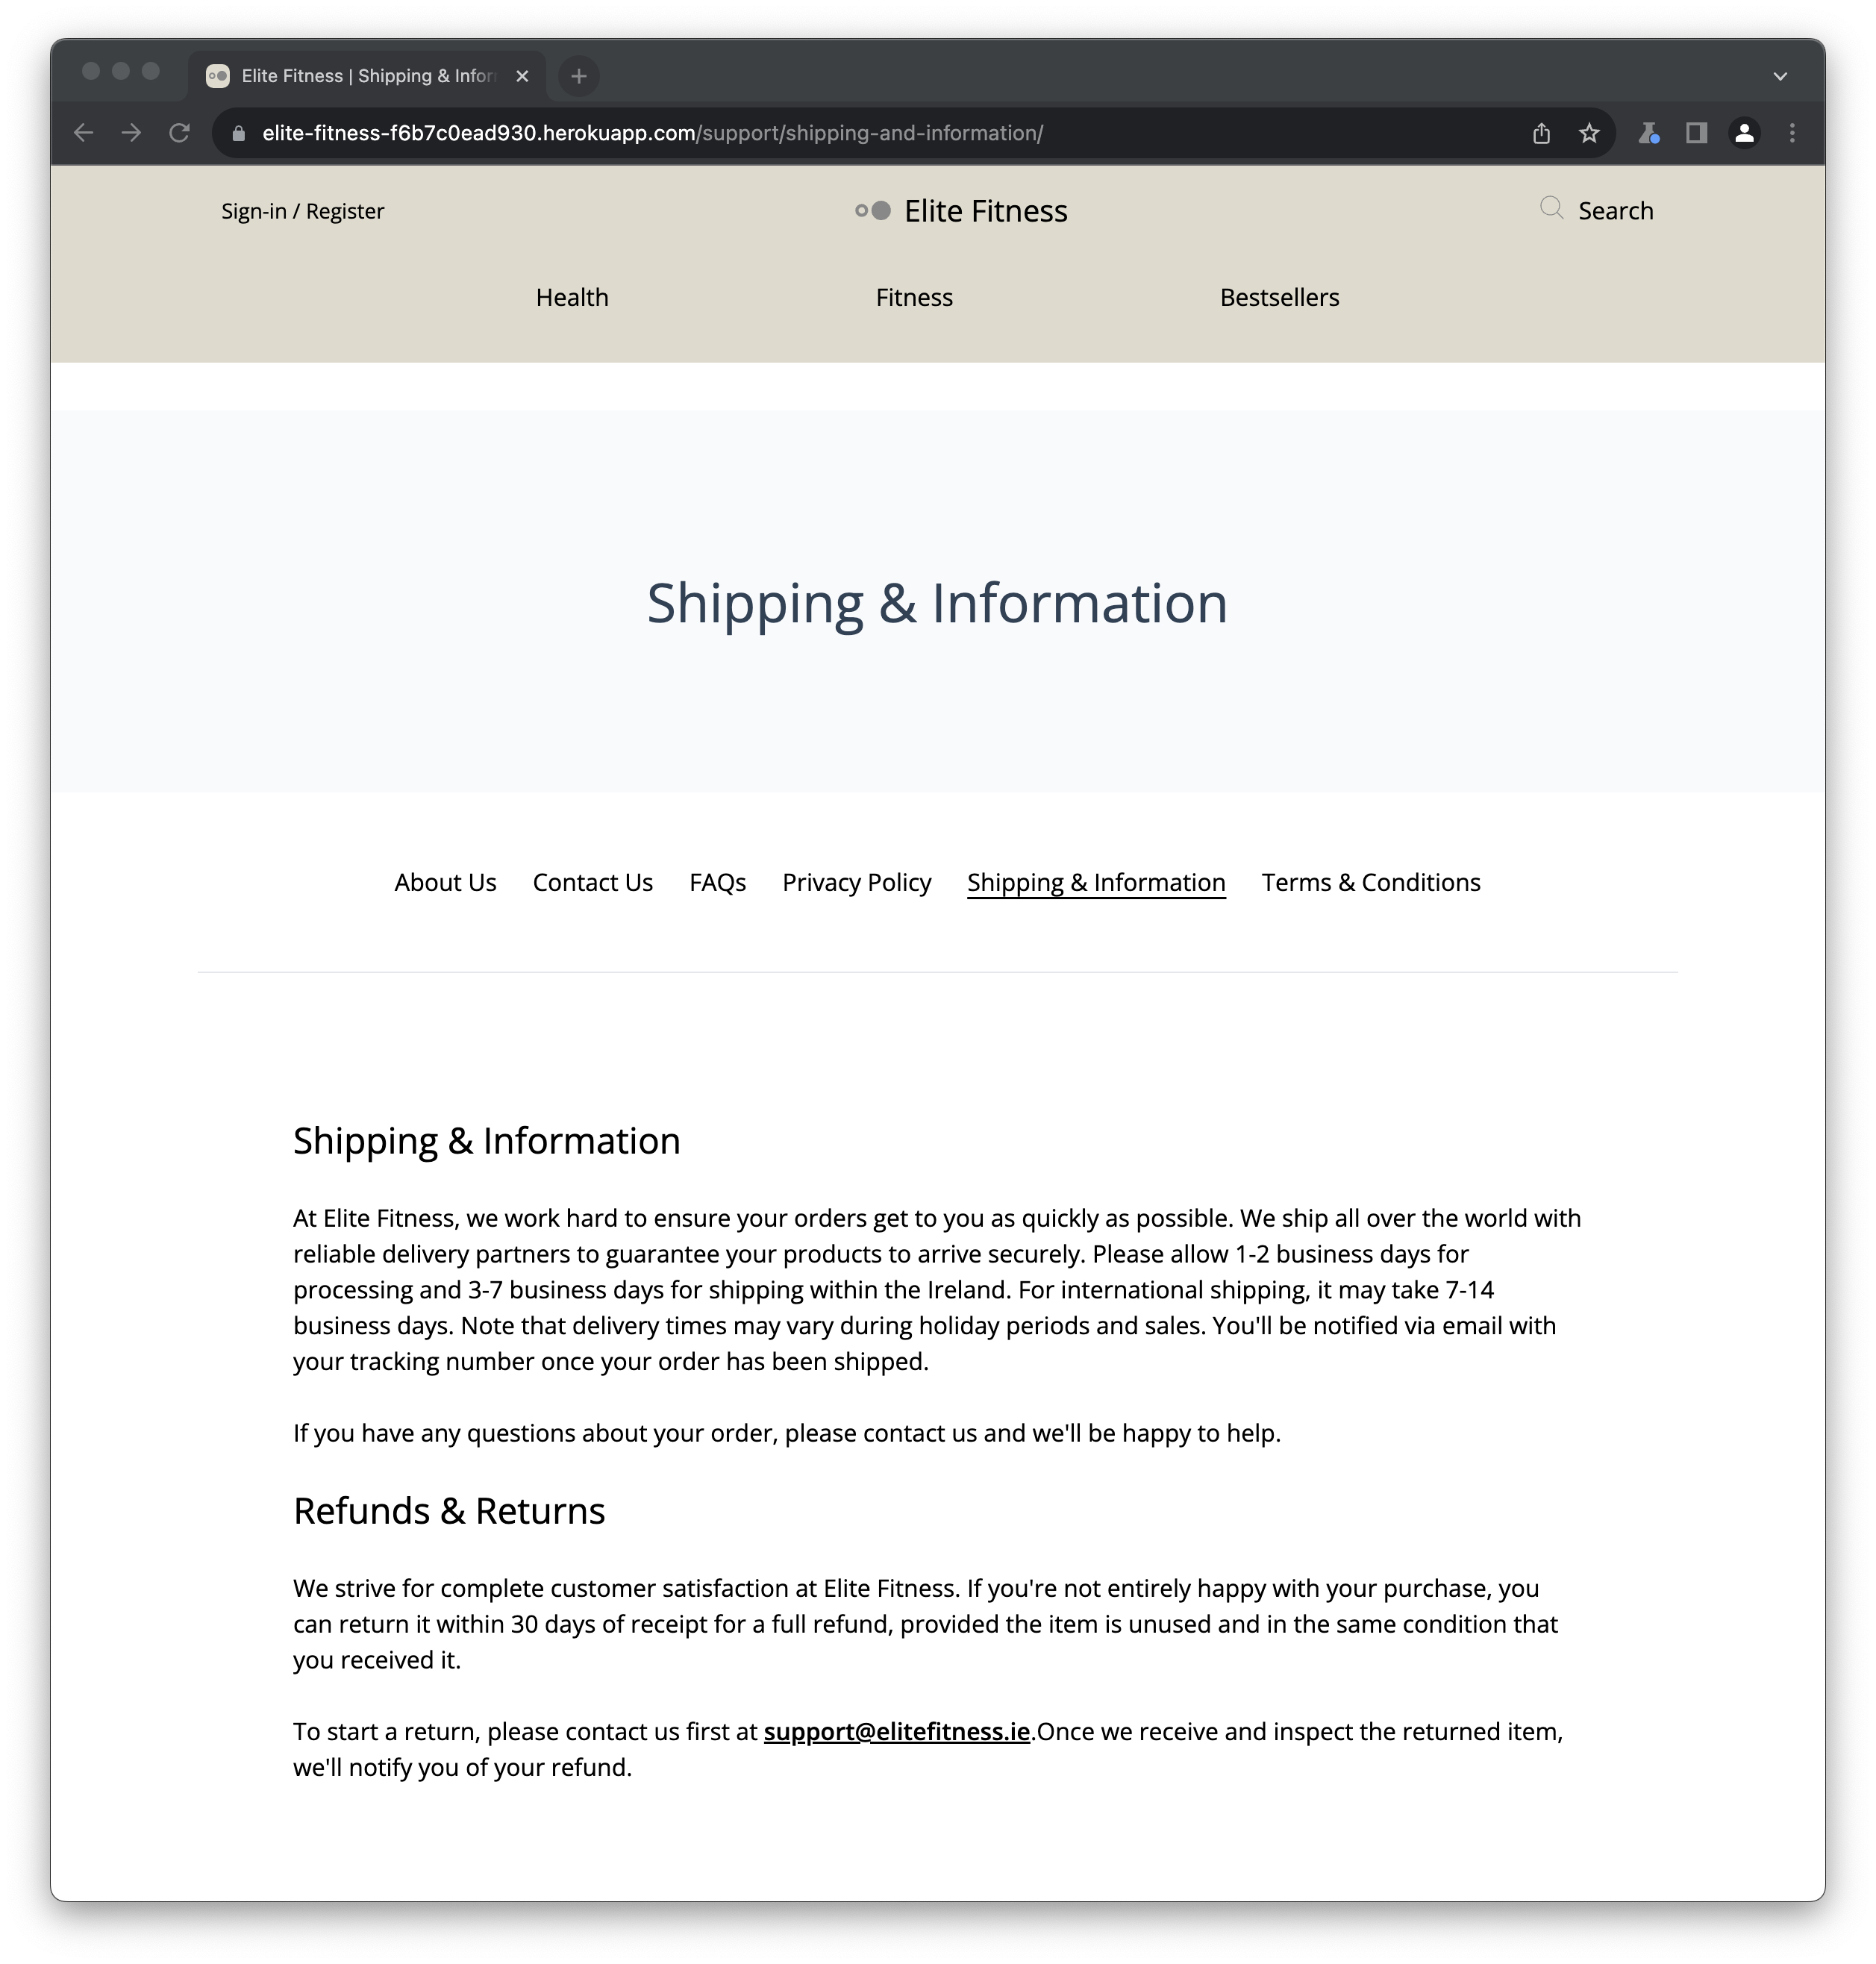 Elite Fitness | Shipping & Infor
elite-fitness-f6b7c0ead930.herokuapp.com/support/shipping-and-information/
Sign-in / Register
Elite Fitness
Search
Health
Fitness
Bestsellers
Shipping & Information
About Us
Contact Us
FAQs
Privacy Policy
Shipping & Information
Terms & Conditions
Shipping & Information
At Elite Fitness, we work hard to ensure your orders get to you as quickly as possible. We ship all over the world with
reliable delivery partners to guarantee your products to arrive securely. Please allow 1-2 business days for
processing and 3-7 business days for shipping within the Ireland. For international shipping, it may take 7-14
business days. Note that delivery times may vary during holiday periods and sales. You'll be notified via email with
your tracking number once your order has been shipped.
If you have any questions about your order, please contact us and we'll be happy to help.
Refunds & Returns
We strive for complete customer satisfaction at Elite Fitness. If you're not entirely happy with your purchase, you
can return it within 30 days of receipt for a full refund, provided the item is unused and in the same condition that
you received it.
To start a return, please contact us first at support@elitefitness.ie.Once we receive and inspect the returned item,
we'll notify you of your refund.